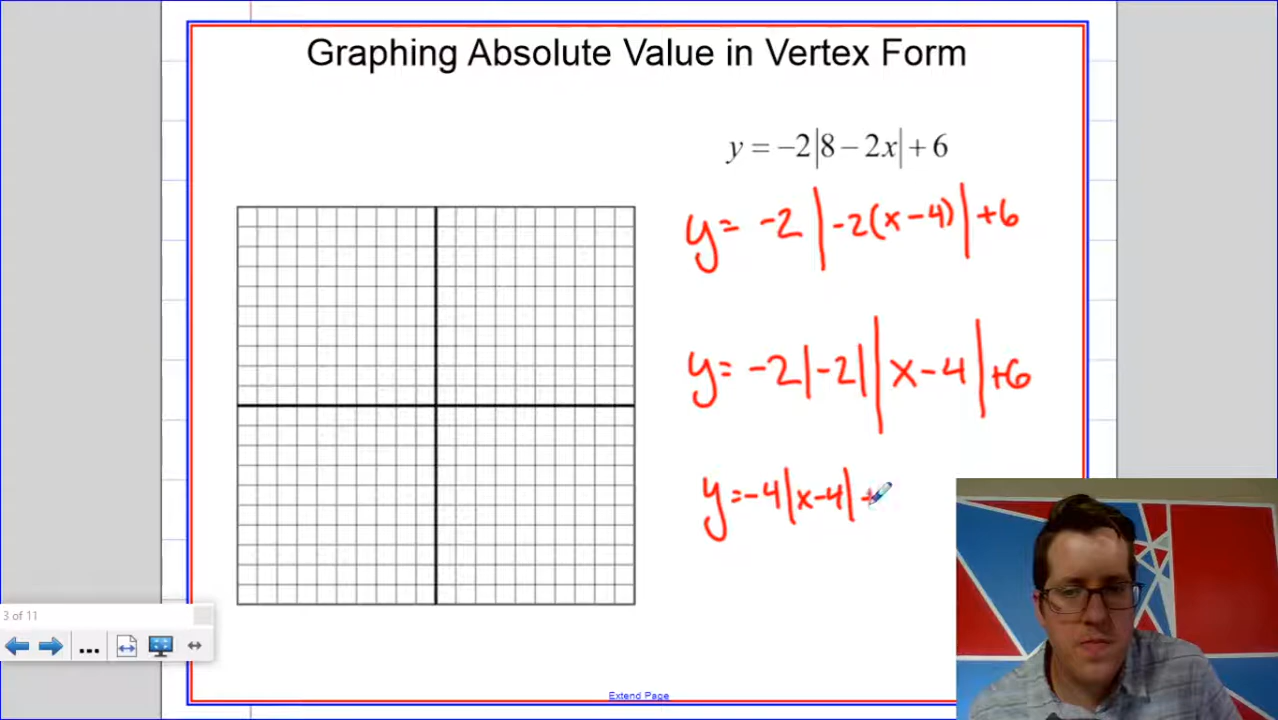 Graphing Absolute Value in Vertex Form
y = −2|8 − 2x| + 6
y = -2 |-2(x-4)| +6
y = -2|-2||x-4|+6
y=-4|x-4| +
3 of 11
...
Extend Page